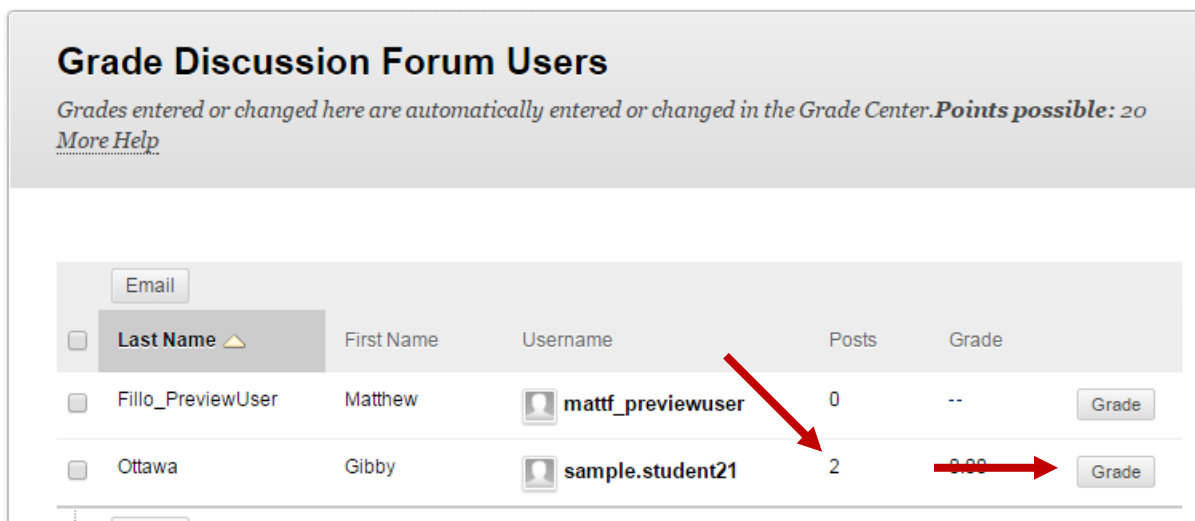 Grade Discussion Forum Users
Grades entered or changed here are automatically entered or changed in the Grade Center.Points possible: 20
More Help
Email
Last Name First Name Username Posts Grade
Fillo_PreviewUser Matthew mattf_previewuser 0 -- Grade
Ottawa Gibby sample.student21 2 Grade